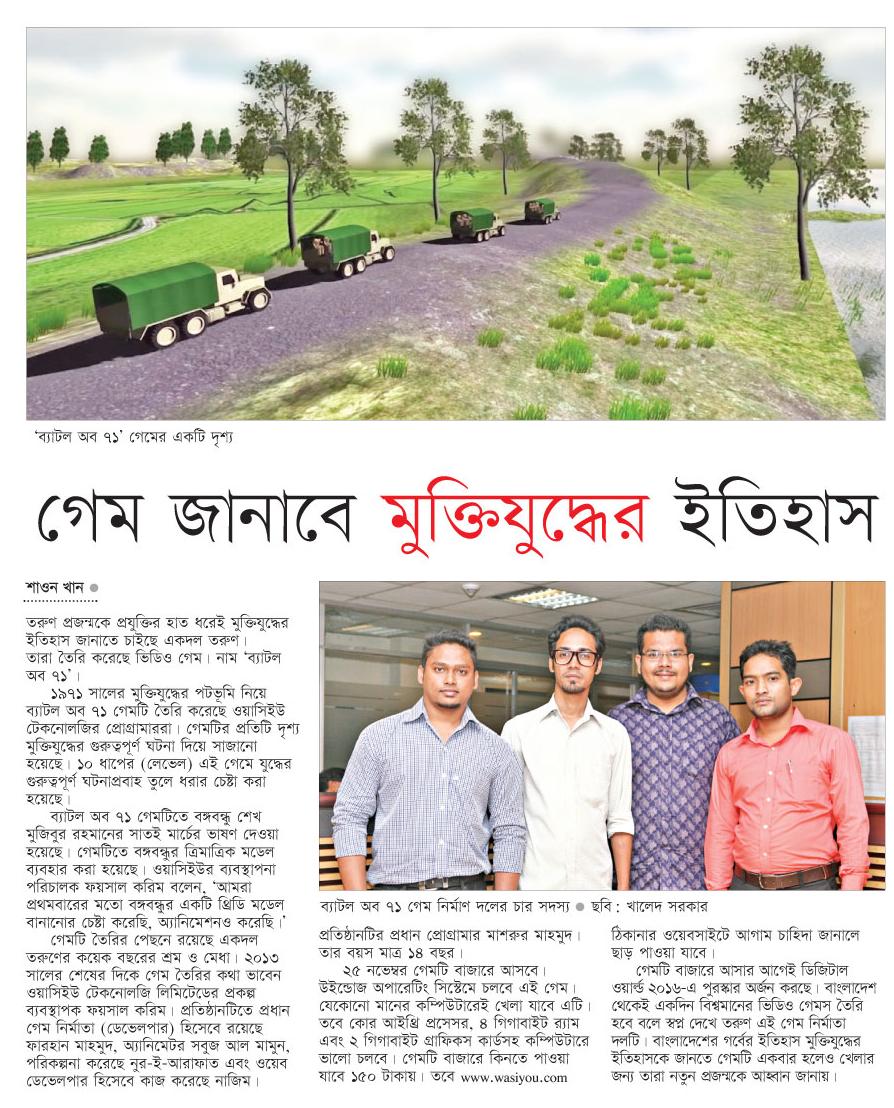 ‘ব্যাটল অব ৭১’ গেমের একটি দৃশ্য
গেম জানাবে মুক্তিযুদ্ধের ইতিহাস
শাওন খান ●
তরুণ প্রজন্মকে প্রযুক্তির হাত ধরেই মুক্তিযুদ্ধের
ইতিহাস জানাতে চাইছে একদল তরুণ।
তারা তৈরি করেছে ভিডিও গেম। নাম ‘ব্যাটল
অব ৭১’।
১৯৭১ সালের মুক্তিযুদ্ধের পটভূমি নিয়ে
ব্যাটল অব ৭১ গেমটি তৈরি করেছে ওয়াসিইউ
টেকনোলজির প্রোগ্রামাররা। গেমটির প্রতিটি দৃশ্য
মুক্তিযুদ্ধের গুরুত্বপূর্ণ ঘটনা দিয়ে সাজানো
হয়েছে। ১০ ধাপের (লেভেল) এই গেমে যুদ্ধের
গুরুত্বপূর্ণ ঘটনাপ্রবাহ তুলে ধরার চেষ্টা করা
হয়েছে।
ব্যাটল অব ৭১ গেমটিতে বঙ্গবন্ধু শেখ
মুজিবুর রহমানের সাতই মার্চের ভাষণ দেওয়া
হয়েছে। গেমটিতে বঙ্গবন্ধুর ত্রিমাত্রিক মডেল
ব্যবহার করা হয়েছে। ওয়াসিইউর ব্যবস্থাপনা
পরিচালক ফয়সাল করিম বলেন, ‘আমরা
প্রথমবারের মতো বঙ্গবন্ধুর একটি থ্রিডি মডেল
বানানোর চেষ্টা করেছি, অ্যানিমেশনও করেছি।’
গেমটি তৈরির পেছনে রয়েছে একদল
তরুণের কয়েক বছরের শ্রম ও মেধা। ২০১৩
সালের শেষের দিকে গেম তৈরির কথা ভাবেন
ওয়াসিইউ টেকনোলজি লিমিটেডের প্রকল্প
ব্যবস্থাপক ফয়সাল করিম। প্রতিষ্ঠানটিতে প্রধান
গেম নির্মাতা (ডেভেলপার) হিসেবে রয়েছে
ফারহান মাহমুদ, অ্যানিমেটর সবুজ আল মামুন,
পরিকল্পনা করেছে নুর-ই-আরাফাত এবং ওয়েব
ডেভেলপার হিসেবে কাজ করেছে নাজিম।
ব্যাটল অব ৭১ গেম নির্মাণ দলের চার সদস্য ● ছবি: খালেদ সরকার
প্রতিষ্ঠানটির প্রধান প্রোগ্রামার মাশরুর মাহমুদ।
তার বয়স মাত্র ১৪ বছর।
২৫ নভেম্বর গেমটি বাজারে আসবে।
উইন্ডোজ অপারেটিং সিস্টেমে চলবে এই গেম।
যেকোনো মানের কম্পিউটারেই খেলা যাবে এটি।
তবে কোর আইথ্রি প্রসেসর, ৪ গিগাবাইট র‍্যাম
এবং ২ গিগাবাইট গ্রাফিকস কার্ডসহ কম্পিউটারে
ভালো চলবে। গেমটি বাজারে কিনতে পাওয়া
যাবে ১৫০ টাকায়। তবে www.wasiyou.com
ঠিকানার ওয়েবসাইটে আগাম চাহিদা জানালে
ছাড় পাওয়া যাবে।
গেমটি বাজারে আসার আগেই ডিজিটাল
ওয়ার্ল্ড ২০১৬-এ পুরস্কার অর্জন করছে। বাংলাদেশ
থেকেই একদিন বিশ্বমানের ভিডিও গেমস তৈরি
হবে বলে স্বপ্ন দেখে তরুণ এই গেম নির্মাতা
দলটি। বাংলাদেশের গর্বের ইতিহাস মুক্তিযুদ্ধের
ইতিহাসকে জানতে গেমটি একবার হলেও খেলার
জন্য তারা নতুন প্রজন্মকে আহ্বান জানায়।